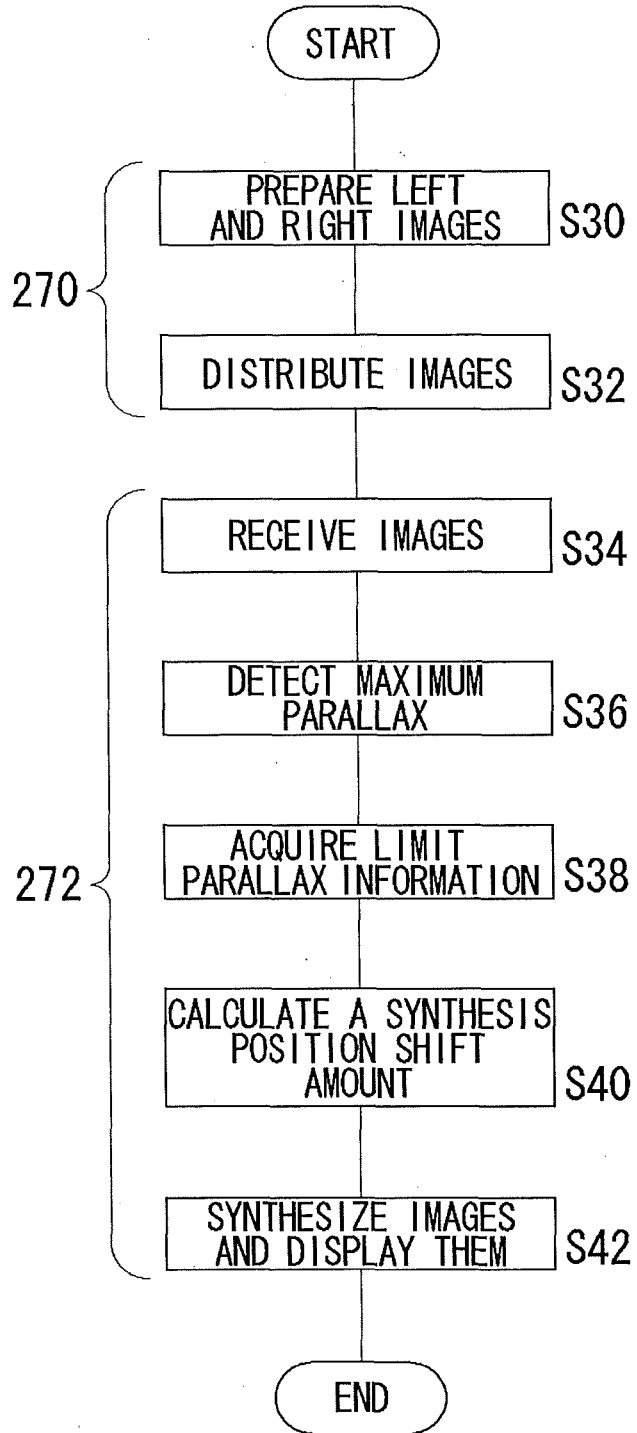 START
PREPARE LEFT
AND RIGHT IMAGES
S30
270
DISTRIBUTE IMAGES
S32
RECEIVE IMAGES
S34
DETECT MAXIMUM
PARALLAX
S36
ACQUIRE LIMIT
PARALLAX INFORMATION
S38
272
CALCULATE A SYNTHESIS
POSITION SHIFT
AMOUNT
S40
SYNTHESIZE IMAGES
AND DISPLAY THEM
S42
END